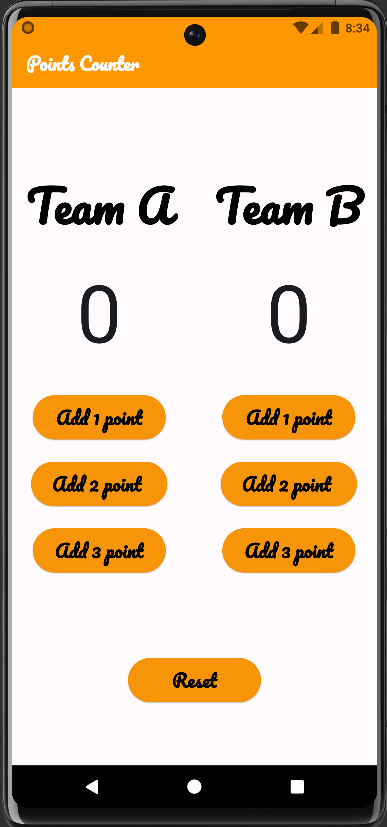 8:34
Points Counter
Team A Team B
0 0
Add 1 point Add 1 point
Add 2 point Add 2 point
Add 3 point Add 3 point
Reset